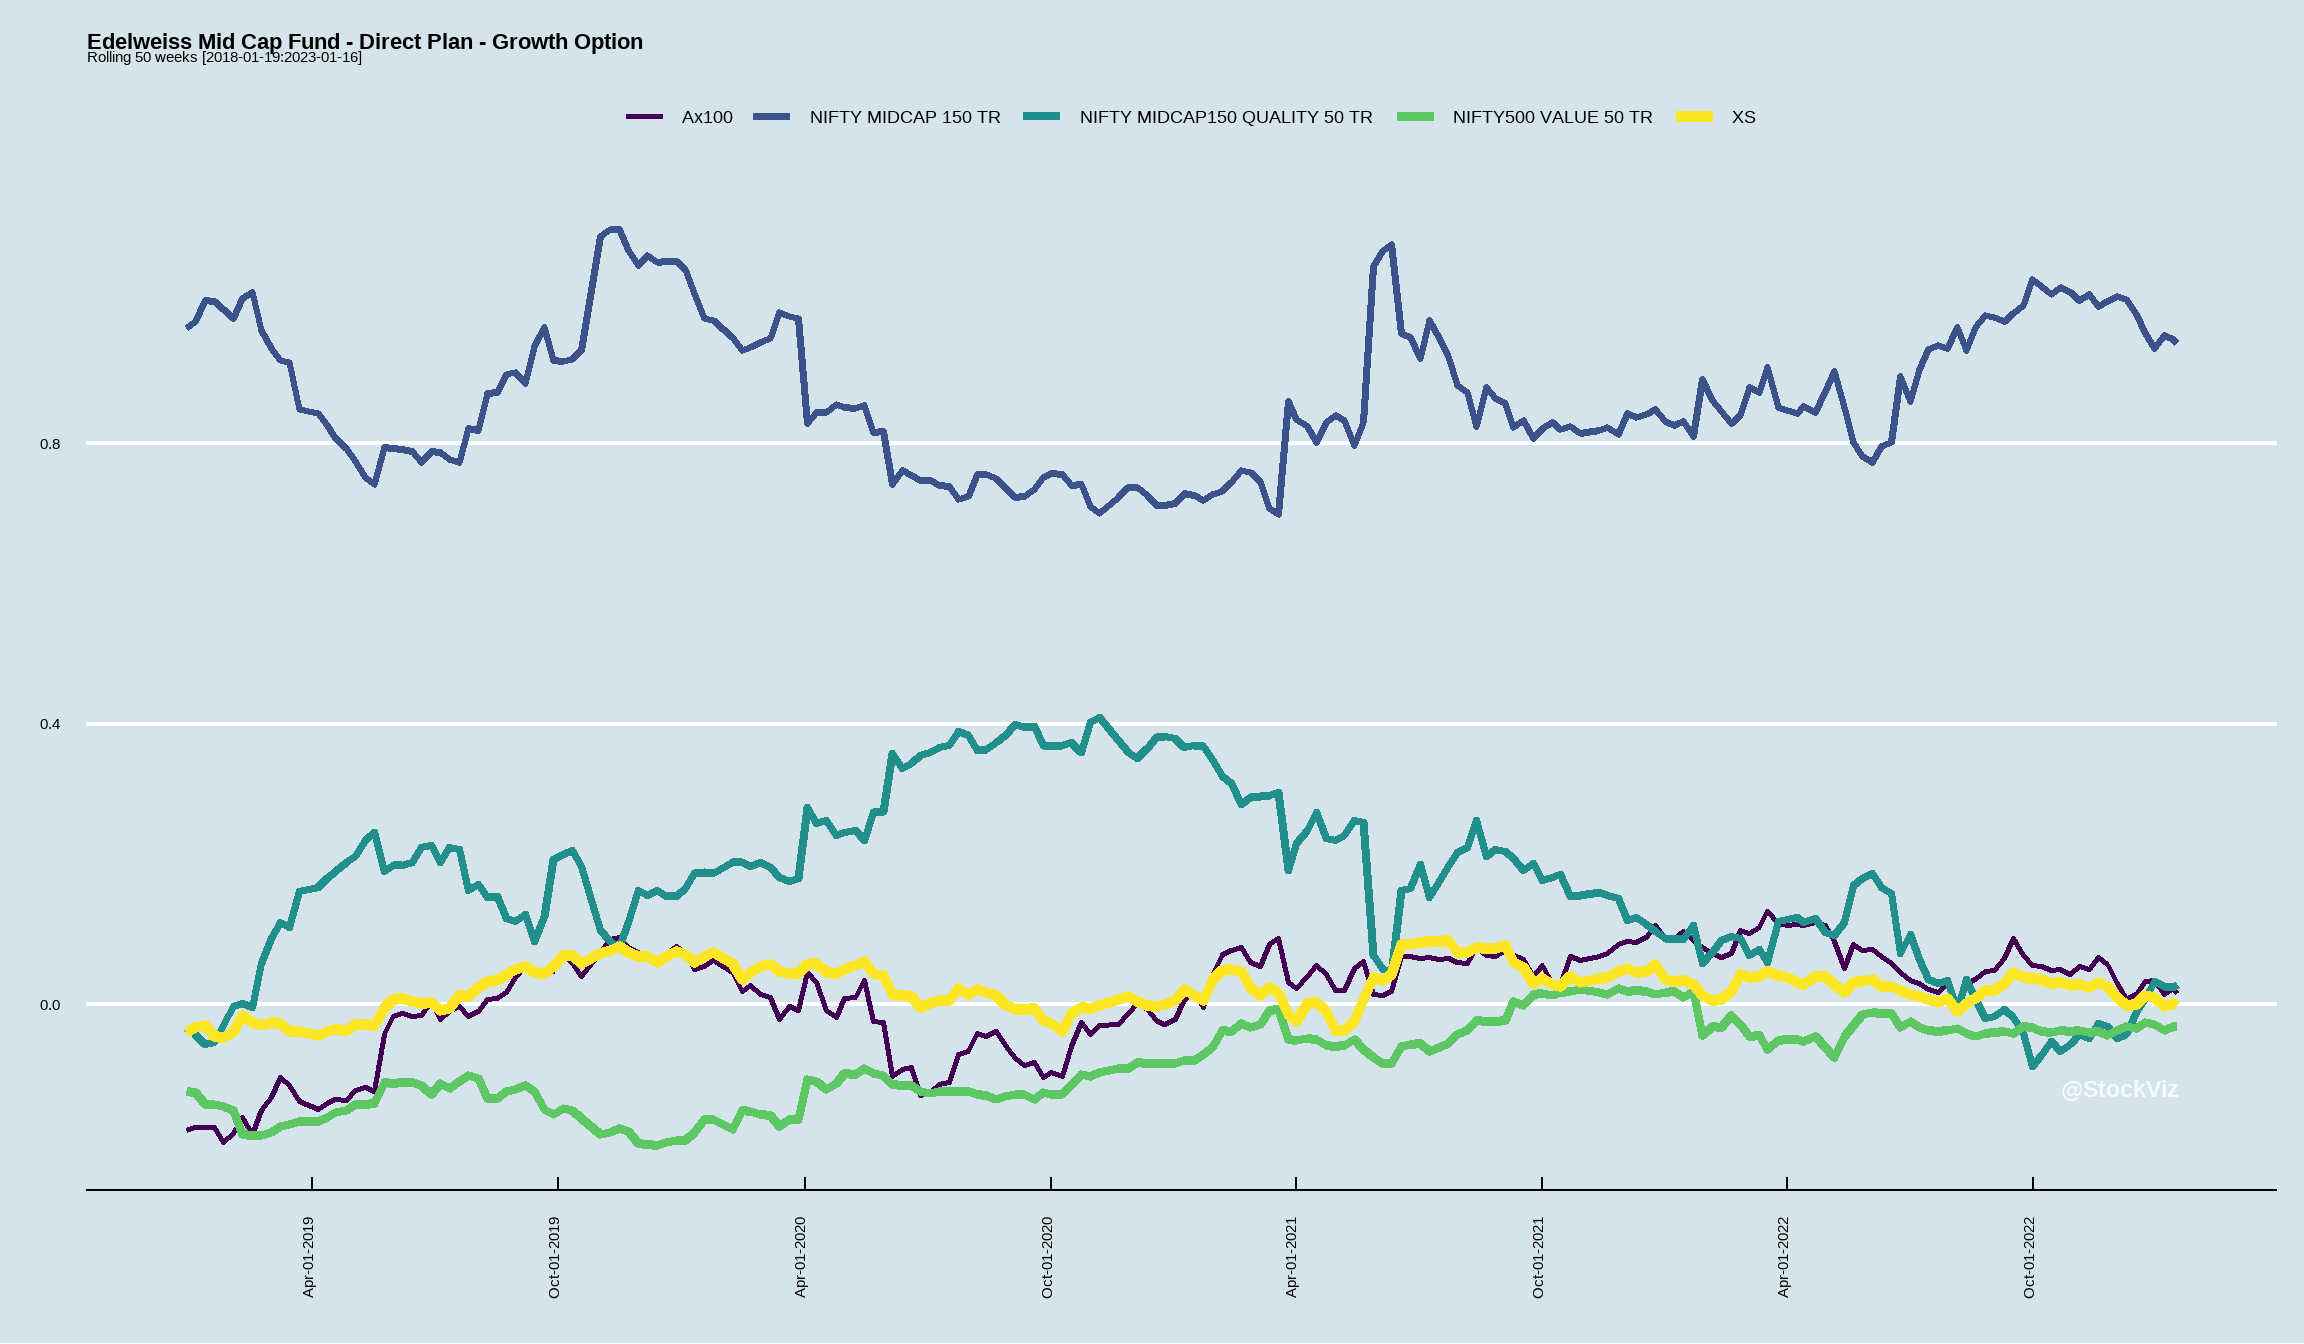 Edelweiss Mid Cap Fund - Direct Plan - Growth Option
Rolling 50 weeks [2018-01-19:2023-01-16]
Ax100 NIFTY MIDCAP 150 TR NIFTY MIDCAP150 QUALITY 50 TR NIFTY500 VALUE 50 TR XS
0.8
0.4
0.0
@StockViz
Apr-01-2019 Oct-01-2019 Apr-01-2020 Oct-01-2020 Apr-01-2021 Oct-01-2021 Apr-01-2022 Oct-01-2022